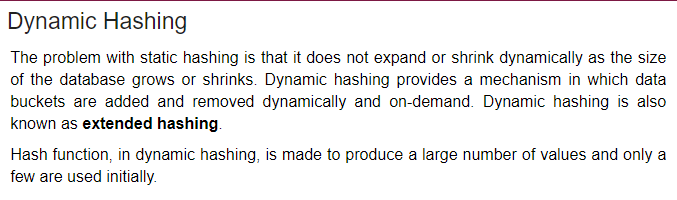 Dynamic Hashing
The problem with static hashing is that it does not expand or shrink dynamically as the size
of the database grows or shrinks. Dynamic hashing provides a mechanism in which data
buckets are added and removed dynamically and on-demand. Dynamic hashing is also
known as extended hashing.
Hash function, in dynamic hashing, is made to produce a large number of values and only a
few are used initially.